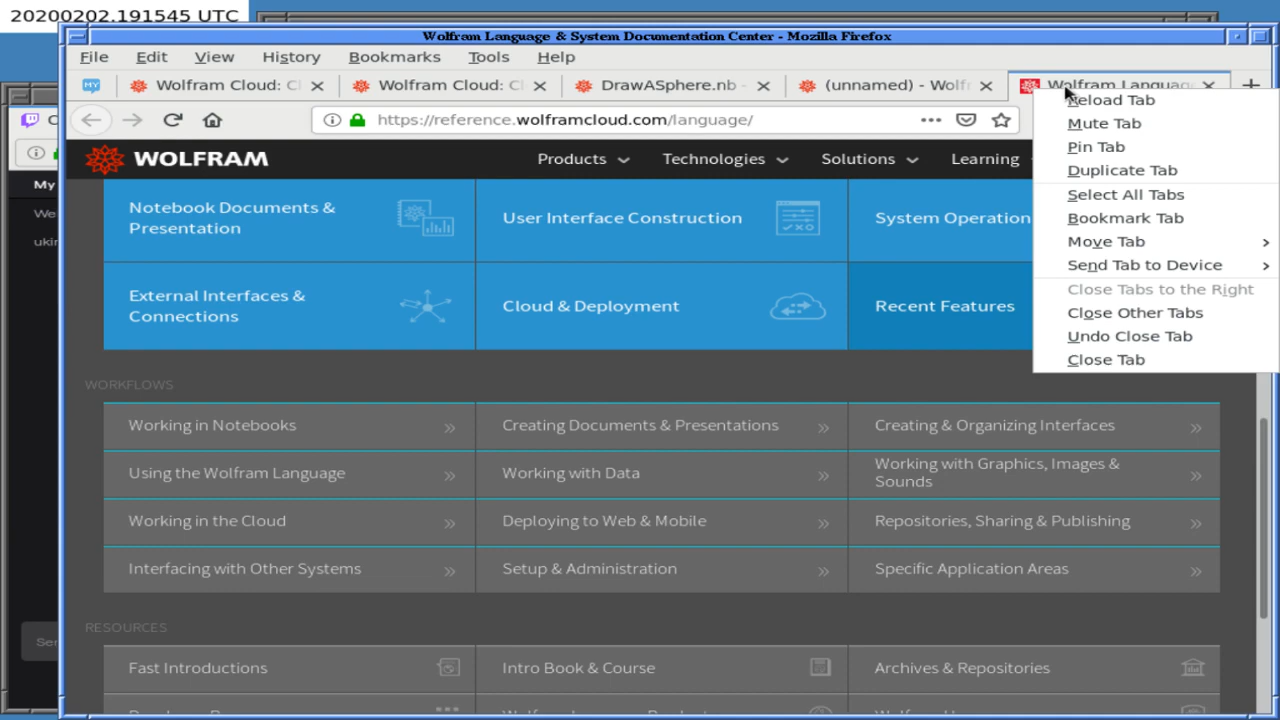 20200202.191545 UTC
Wolfram Language & System Documentation Center - Mozilla Firefox
File Edit View History Bookmarks Tools Help
Wolfram Cloud: Cl
Wolfram Cloud: Cl
DrawASphere.nb -
(unnamed) - Wolfr
Wolfram Language
https://reference.wolframcloud.com/language/
WOLFRAM
Products
Technologies
Solutions
Learning
Reload Tab
Mute Tab
Pin Tab
Duplicate Tab
Select All Tabs
Bookmark Tab
Move Tab
Send Tab to Device
Close Tabs to the Right
Close Other Tabs
Undo Close Tab
Close Tab
My
We
ukin
Notebook Documents &
Presentation
User Interface Construction
System Operation
External Interfaces &
Connections
Cloud & Deployment
Recent Features
WORKFLOWS
Working in Notebooks »
Creating Documents & Presentations »
Creating & Organizing Interfaces »
Using the Wolfram Language »
Working with Data »
Working with Graphics, Images &
Sounds »
Working in the Cloud »
Deploying to Web & Mobile »
Repositories, Sharing & Publishing »
Interfacing with Other Systems »
Setup & Administration »
Specific Application Areas »
RESOURCES
Fast Introductions
Intro Book & Course
Archives & Repositories